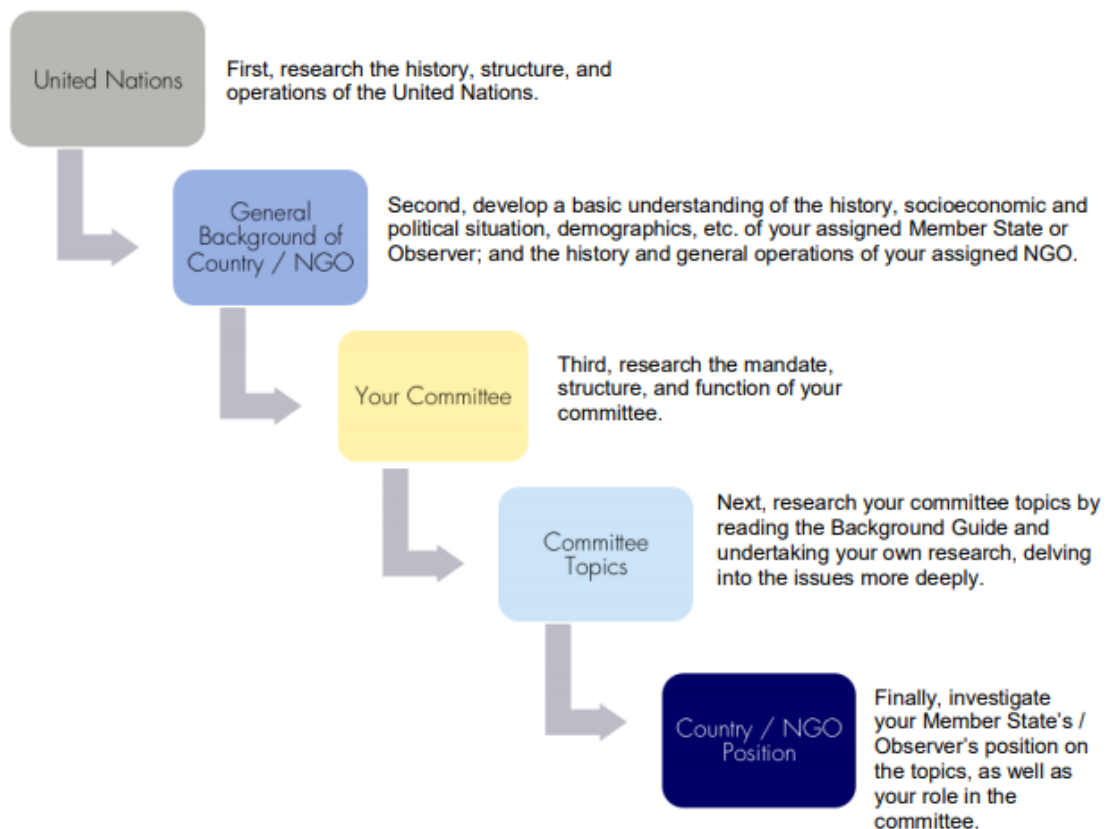 United Nations
First, research the history, structure, and
operations of the United Nations.
General
Background of
Country / NGO
Second, develop a basic understanding of the history, socioeconomic and
political situation, demographics, etc. of your assigned Member State or
Observer; and the history and general operations of your assigned NGO.
Your Committee
Third, research the mandate,
structure, and function of your
committee.
Committee
Topics
Next, research your committee topics by
reading the Background Guide and
undertaking your own research, delving
into the issues more deeply.
Country / NGO
Position
Finally, investigate
your Member State's /
Observer's position on
the topics, as well as
your role in the
committee.